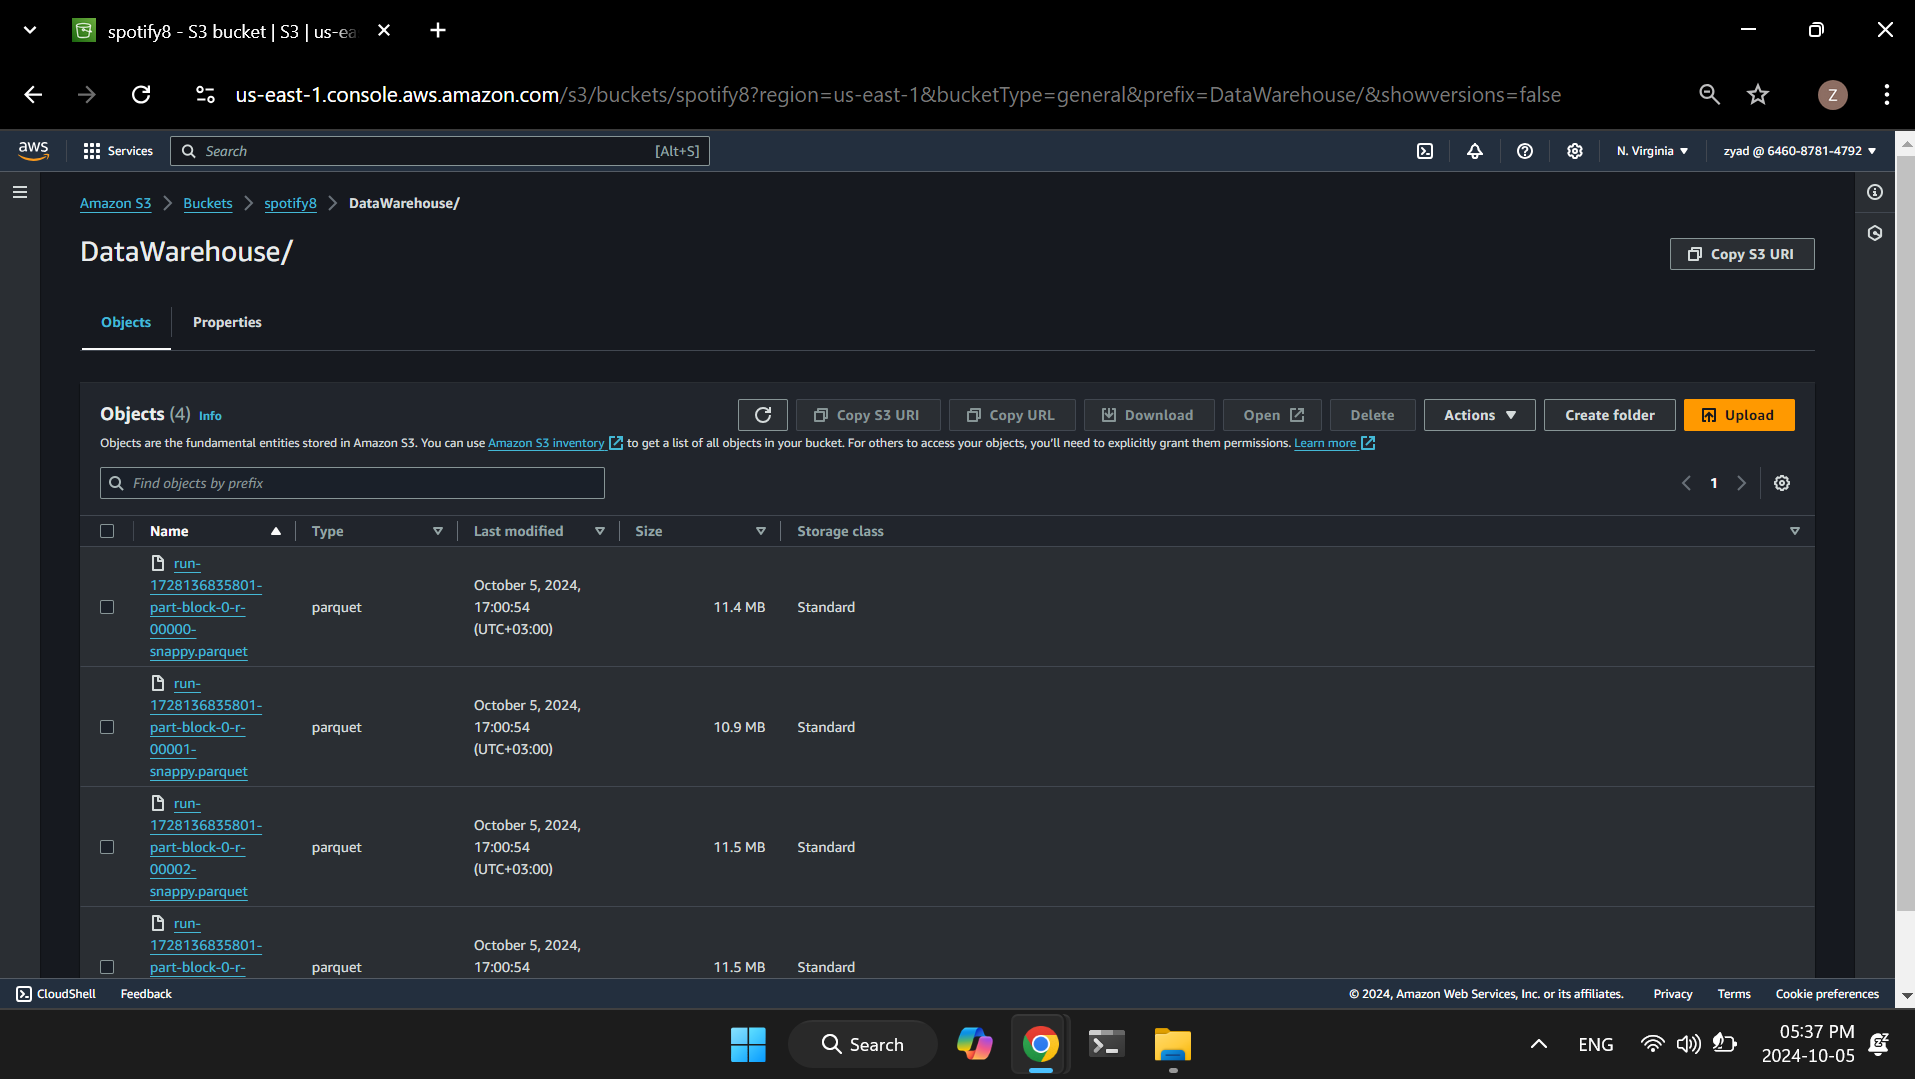 spotify8 - S3 bucket | S3 | us-ea
us-east-1.console.aws.amazon.com/s3/buckets/spotify8?region=us-east-1&bucketType=general&prefix=DataWarehouse/&showversions=false
Z
aws
Services
Search
[Alt+S]
N. Virginia
zyad @ 6460-8781-4792
Amazon S3
Buckets
spotify8
DataWarehouse/
DataWarehouse/
Copy S3 URI
Objects
Properties
Objects (4) Info
Copy S3 URI
Copy URL
Download
Open
Delete
Actions
Create folder
Upload
Objects are the fundamental entities stored in Amazon S3. You can use Amazon S3 inventory to get a list of all objects in your bucket. For others to access your objects, you'll need to explicitly grant them permissions. Learn more
Find objects by prefix
1
Name
Type
Last modified
Size
Storage class
run-
1728136835801-
part-block-0-r-
00000-
snappy.parquet
parquet
October 5, 2024,
17:00:54
(UTC+03:00)
11.4 MB
Standard
run-
1728136835801-
part-block-0-r-
00001-
snappy.parquet
parquet
October 5, 2024,
17:00:54
(UTC+03:00)
10.9 MB
Standard
run-
1728136835801-
part-block-0-r-
00002-
snappy.parquet
parquet
October 5, 2024,
17:00:54
(UTC+03:00)
11.5 MB
Standard
run-
1728136835801-
part-block-0-r-
parquet
October 5, 2024,
17:00:54
11.5 MB
Standard
CloudShell
Feedback
© 2024, Amazon Web Services, Inc. or its affiliates.
Privacy
Terms
Cookie preferences
Search
ENG
05:37 PM
2024-10-05